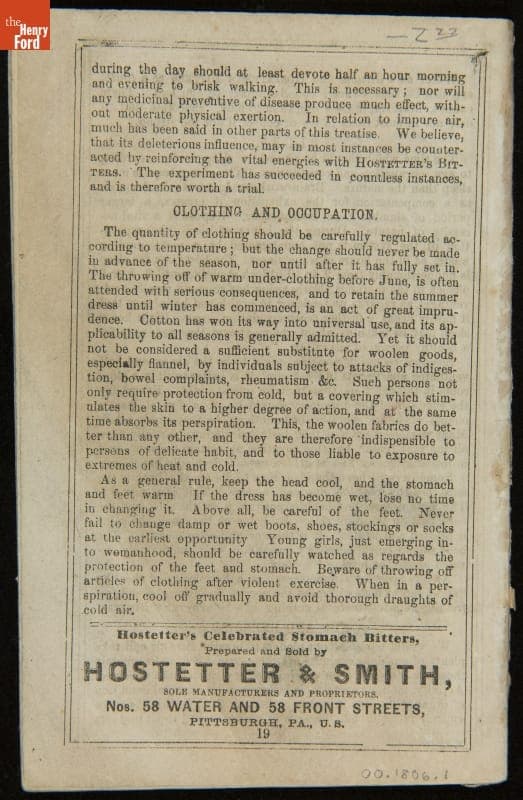 the
Henry
Ford
during the day should at least devote half an hour morning
and evening to brisk walking. This is necessary; nor will
any medicinal preventive of disease produce much effect, with-
out moderate physical exertion. In relation to impure air,
much has been said in other parts of this treatise. We believe,
that its deleterious influence, may in most instances be counter-
acted by reinforcing the vital energies with HOSTETTER'S BIT-
TERS. The experiment has succeeded in countless instances,
and is therefore worth a trial.
CLOTHING AND OCCUPATION.
The quantity of clothing should be carefully regulated ac-
cording to temperature; but the change should never be made
in advance of the season, nor until after it has fully set in.
The throwing off of warm under-clothing before June, is often
attended with serious consequences, and to retain the summer
dress until winter has commenced, is an act of great impru-
dence. Cotton has won its way into universal use, and its ap-
plicability to all seasons is generally admitted. Yet it should
not be considered a sufficient substitute for woolen goods,
especially flannel, by individuals subject to attacks of indiges-
tion, bowel complaints, rheumatism &c. Such persons not
only require protection from cold, but a covering which stim-
ulates the skin to a higher degree of action, and at the same
time absorbs its perspiration. This, the woolen fabrics do bet-
ter than any other, and they are therefore indispensible to
persons of delicate habit, and to those liable to exposure to
extremes of heat and cold.
As a general rule, keep the head cool, and the stomach
and feet warm If the dress has become wet, lose no time
in changing it. Above all, be careful of the feet. Never
fail to change damp or wet boots, shoes, stockings or socks
at the earliest opportunity Young girls, just emerging in-
to womanhood, should be carefully watched as regards the
protection of the feet and stomach. Beware of throwing off
articles of clothing after violent exercise. When in a per-
spiration, cool off gradually and avoid thorough draughts of
cold air.
Hostetter's Celebrated Stomach Bitters,
Prepared and Sold by
HOSTETTER & SMITH,
SOLE MANUFACTURERS AND PROPRIETORS.
Nos. 58 WATER AND 58 FRONT STREETS,
PITTSBURGH, PA., U. S.
19
00.1806.1